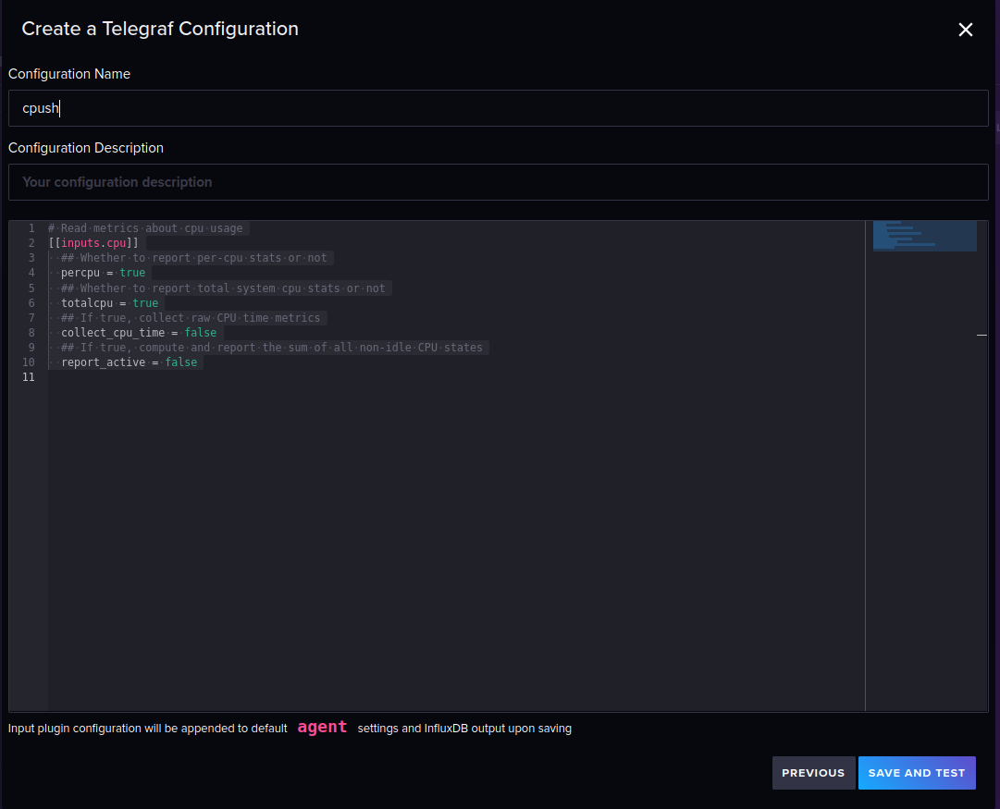 Create a Telegraf Configuration
Configuration Name
cpush
Configuration Description
Your configuration description
1 # Read metrics about cpu usage
2 [[inputs.cpu]]
3 ## Whether to report per-cpu stats or not
4 percpu = true
5 ## Whether to report total system cpu stats or not
6 totalcpu = true
7 ## If true, collect raw CPU time metrics
8 collect_cpu_time = false
9 ## If true, compute and report the sum of all non-idle CPU states
10 report_active = false
11
Input plugin configuration will be appended to default agent settings and InfluxDB output upon saving
PREVIOUS SAVE AND TEST